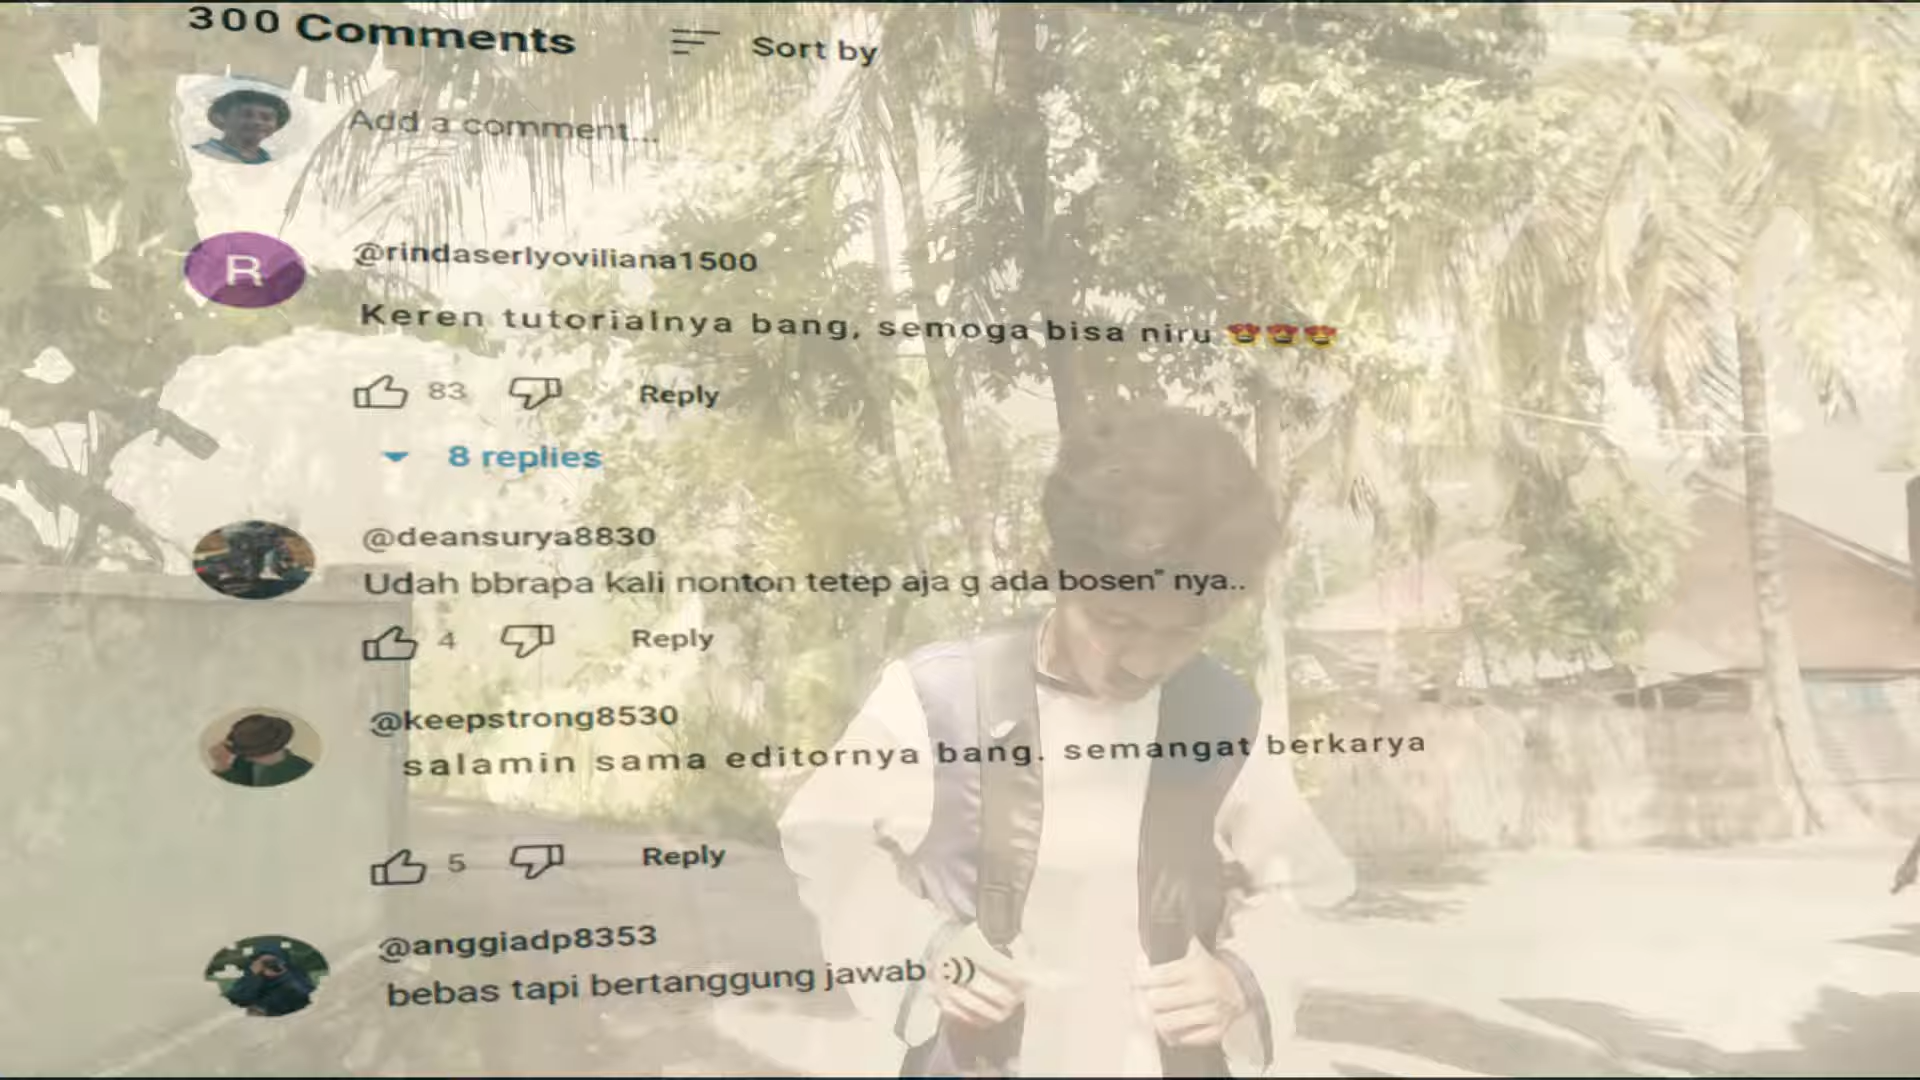 300 Comments
Sort by
Add a comment...
R
@rindaserlyoviliana1500
Keren tutorialnya bang, semoga bisa niru 😍😍😍
83
Reply
8 replies
@deansurya8830
Udah bbrapa kali nonton tetep aja g ada bosen" nya..
4
Reply
@keepstrong8530
salamin sama editornya bang. semangat berkarya
5
Reply
@anggiadp8353
bebas tapi bertanggung jawab :))